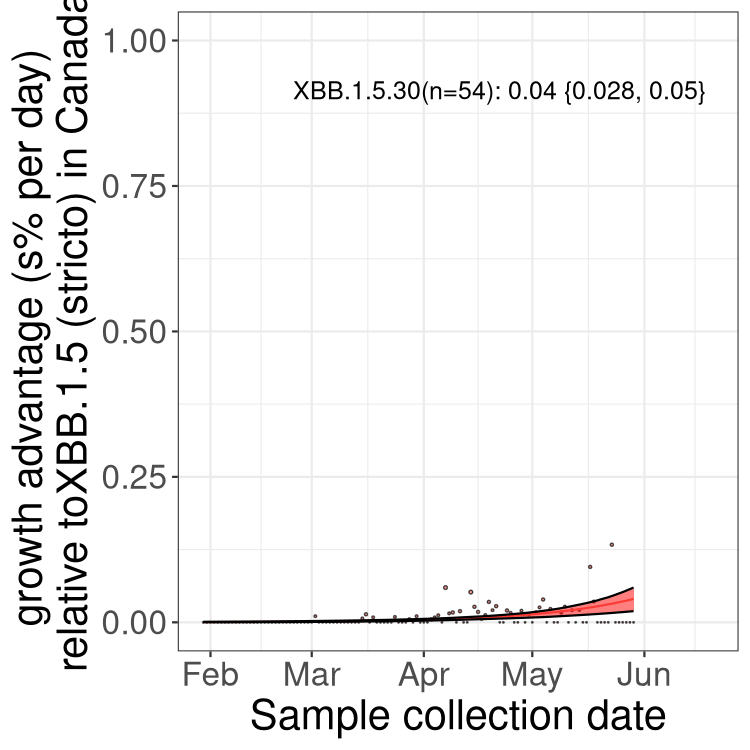 growth advantage (s% per day)
relative toXBB.1.5 (stricto) in Canada
1.00
0.75
0.50
0.25
0.00
XBB.1.5.30(n=54): 0.04 {0.028, 0.05}
Feb Mar Apr May Jun
Sample collection date